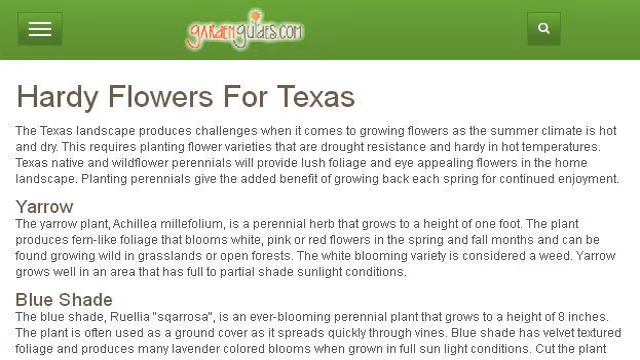 gardenguides.com
Hardy Flowers For Texas
The Texas landscape produces challenges when it comes to growing flowers as the summer climate is hot
and dry. This requires planting flower varieties that are drought resistance and hardy in hot temperatures.
Texas native and wildflower perennials will provide lush foliage and eye appealing flowers in the home
landscape. Planting perennials give the added benefit of growing back each spring for continued enjoyment.
Yarrow
The yarrow plant, Achillea millefolium, is a perennial herb that grows to a height of one foot. The plant
produces fern-like foliage that blooms white, pink or red flowers in the spring and fall months and can be
found growing wild in grasslands or open forests. The white blooming variety is considered a weed. Yarrow
grows well in an area that has full to partial shade sunlight conditions.
Blue Shade
The blue shade, Ruellia "sqarrosa", is an ever-blooming perennial plant that grows to a height of 8 inches.
The plant is often used as a ground cover as it spreads quickly through vines. Blue shade has velvet textured
foliage and produces many lavender colored blooms when grown in full sun light conditions. Cut the plant